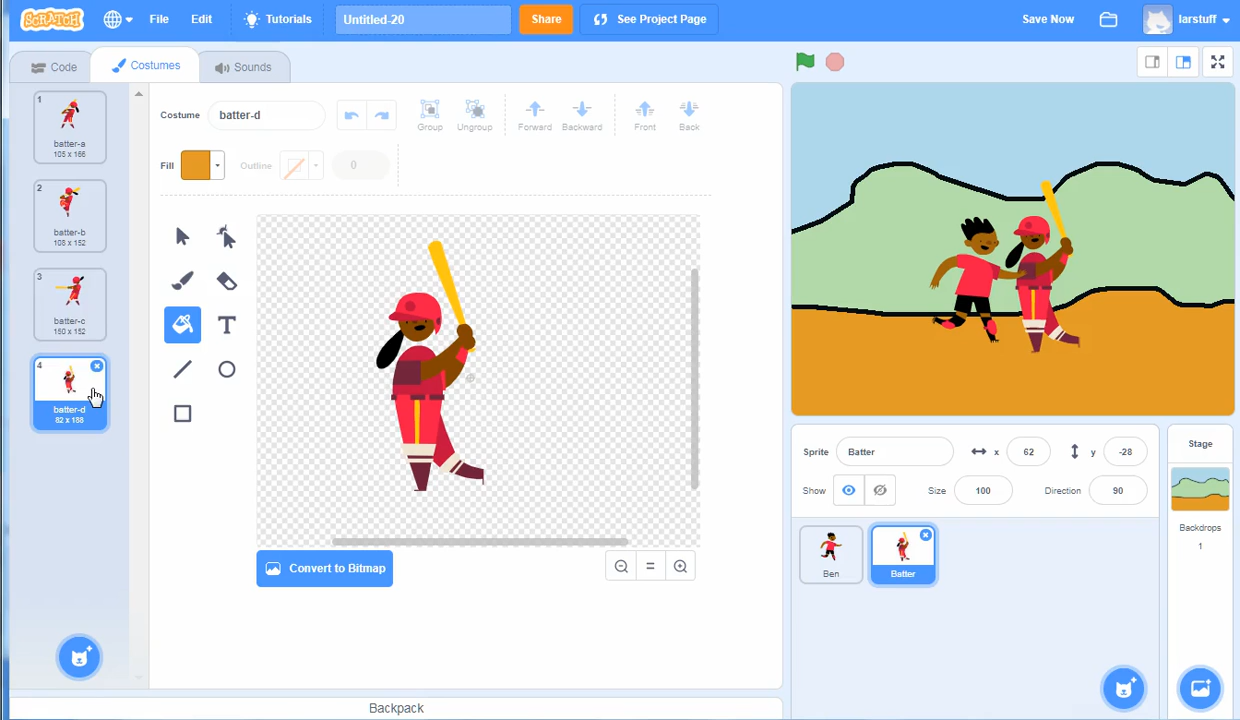 SCRATCH File Edit Tutorials Untitled-20 Share See Project Page Save Now larstuff
Code Costumes Sounds
1
batter-a
105 x 166
2
batter-b
108 x 152
3
batter-c
150 x 152
4
batter-d
82 x 188
Costume batter-d Group Ungroup Forward Backward Front Back
Fill Outline 0
T
Convert to Bitmap
Backpack
Sprite Batter x 62 y -28
Show Size 100 Direction 90
Ben
Batter
Stage
Backdrops
1